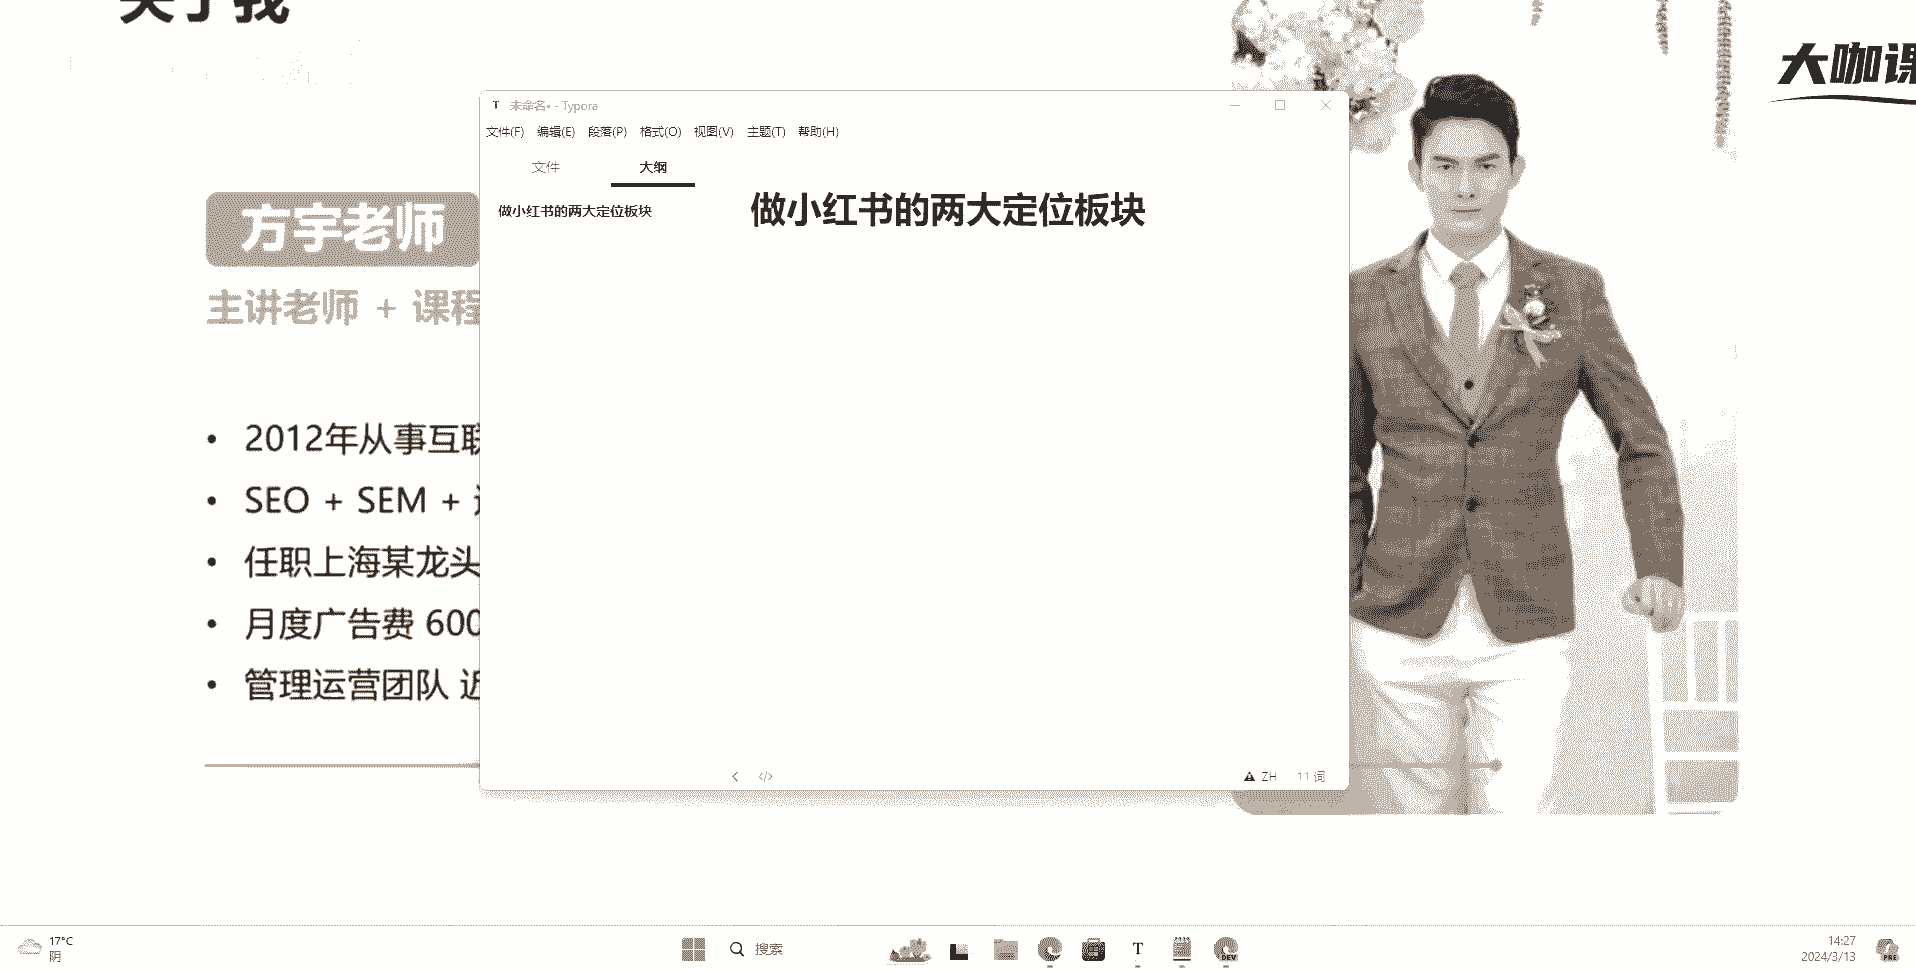 关于我
大咖课
未命名• - Typora
文件(F) 编辑(E) 段落(P) 格式(O) 视图(V) 主题(T) 帮助(H)
文件 大纲
做小红书的两大定位板块
做小红书的两大定位板块
方宇老师
主讲老师 + 课程
• 2012年从事互联
• SEO + SEM +
• 任职上海某龙头
• 月度广告费 600
• 管理运营团队 近
ZH 11 词
17°C
阴
搜索
T
DEV
14:27
2024/3/13
PRE